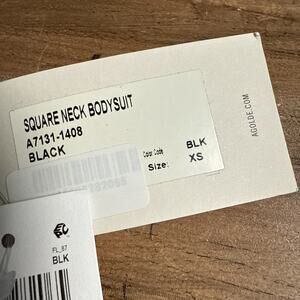 SQUARE NECK BODYSUIT
A7131-1408
BLACK
Color Code BLK
Size: XS
AGOLDE.COM
FL_87
BLK